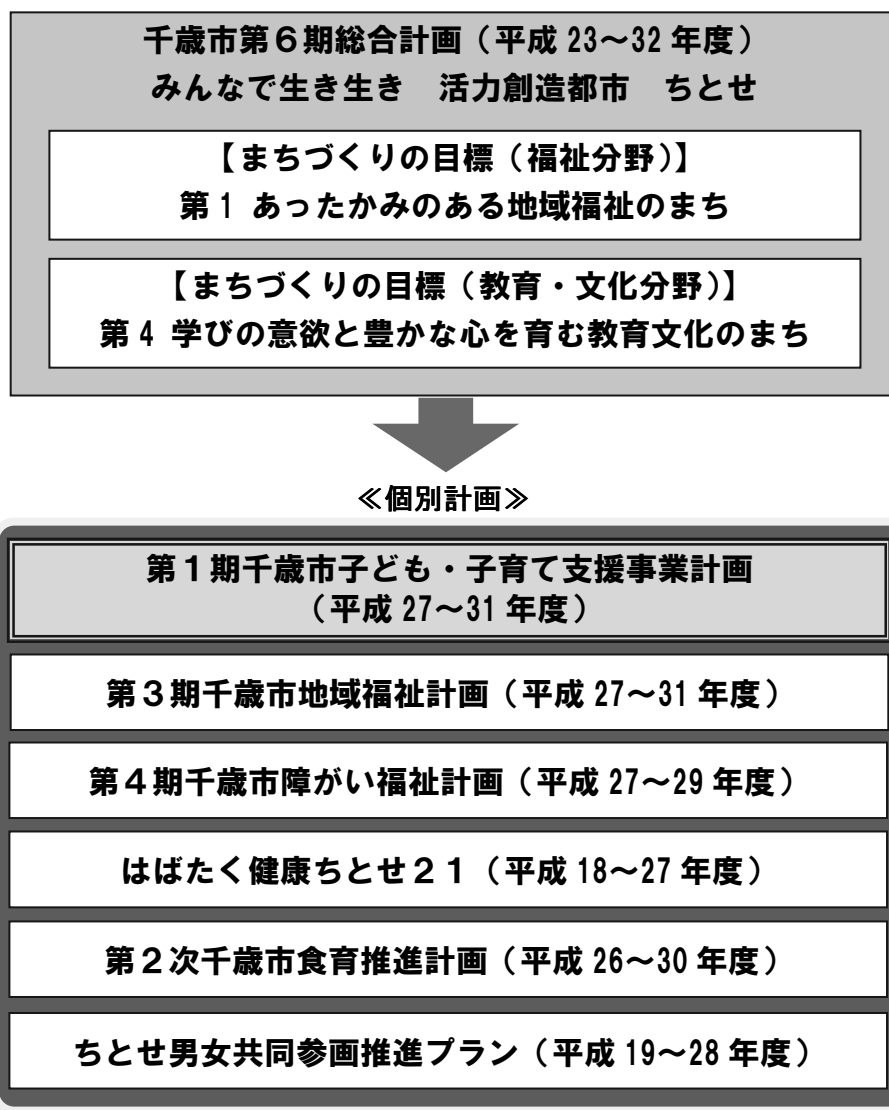 千歳市第６期総合計画（平成 23～32 年度）
みんなで生き生き　活力創造都市　ちとせ
【まちづくりの目標（福祉分野）】
第 1 あったかみのある地域福祉のまち
【まちづくりの目標（教育・文化分野）】
第 4 学びの意欲と豊かな心を育む教育文化のまち
≪個別計画≫
第１期千歳市子ども・子育て支援事業計画
（平成 27～31 年度）
第３期千歳市地域福祉計画（平成 27～31 年度）
第４期千歳市障がい福祉計画（平成 27～29 年度）
はばたく健康ちとせ２１（平成 18～27 年度）
第２次千歳市食育推進計画（平成 26～30 年度）
ちとせ男女共同参画推進プラン（平成 19～28 年度）